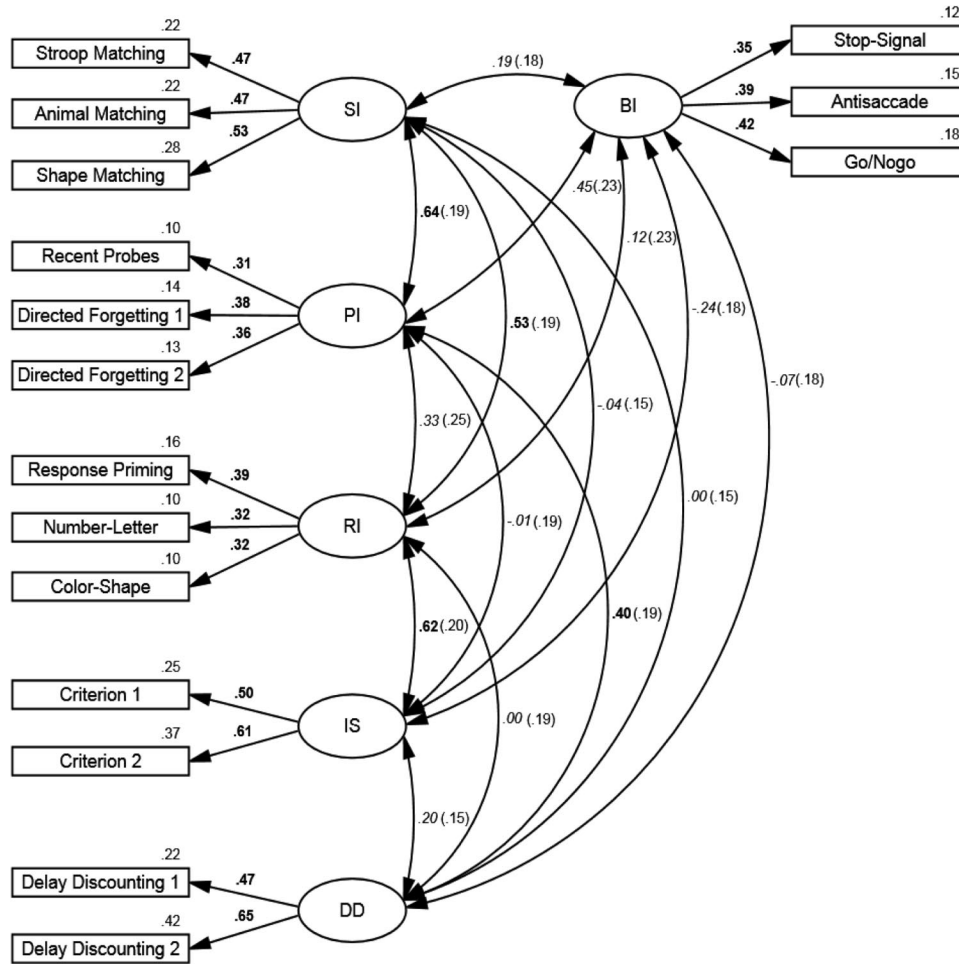 .22
Stroop Matching
.47
.22
Animal Matching
.47
.28
Shape Matching
.53
SI
.19(.18)
BI
.12
Stop-Signal
.35
.15
Antisaccade
.39
.18
Go/Nogo
.42
.64(.19)
.45(.23)
.12(.23)
.10
Recent Probes
.31
.14
Directed Forgetting 1
.38
.13
Directed Forgetting 2
.36
PI
.53(.19)
-.24(.18)
-.04(.15)
-.07(.18)
.33(.25)
.16
Response Priming
.39
.10
Number-Letter
.32
.10
Color-Shape
.32
RI
-.01(.19)
.00(.15)
.62(.20)
.40(.19)
.25
Criterion 1
.50
.37
Criterion 2
.61
IS
.00(.19)
.20(.15)
.22
Delay Discounting 1
.47
.42
Delay Discounting 2
.65
DD